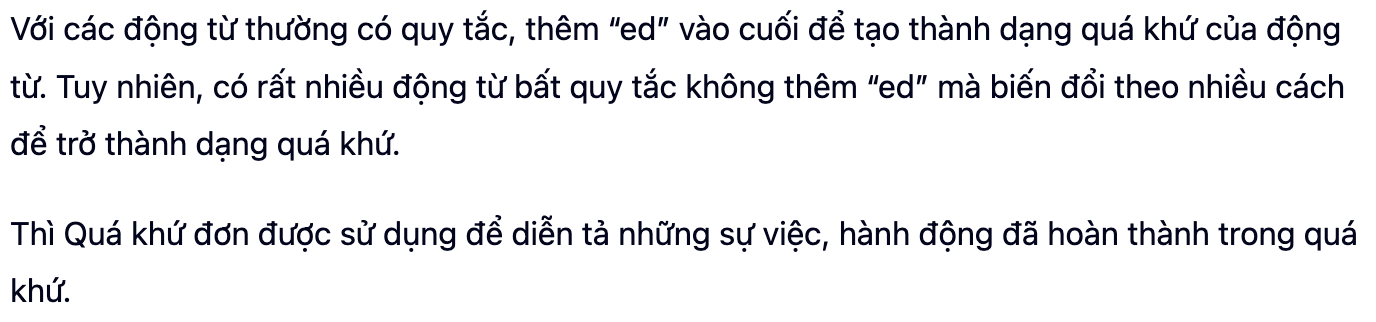 Với các động từ thường có quy tắc, thêm “ed” vào cuối để tạo thành dạng quá khứ của động
từ. Tuy nhiên, có rất nhiều động từ bất quy tắc không thêm “ed” mà biến đổi theo nhiều cách
để trở thành dạng quá khứ.
Thì Quá khứ đơn được sử dụng để diễn tả những sự việc, hành động đã hoàn thành trong quá
khứ.